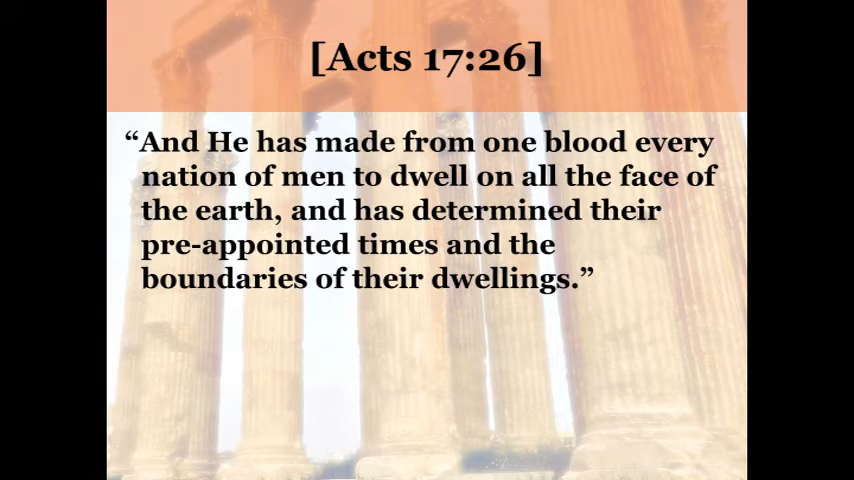 [Acts 17:26]
“And He has made from one blood every
nation of men to dwell on all the face of
the earth, and has determined their
pre-appointed times and the
boundaries of their dwellings.”